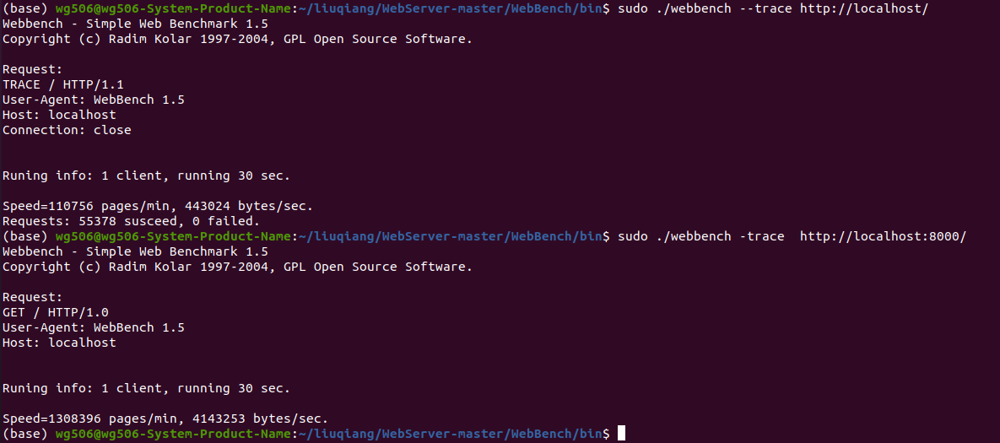 (base) wg506@wg506-System-Product-Name:~/liuqiang/WebServer-master/WebBench/bin$ sudo ./webbench --trace http://localhost/
Webbench - Simple Web Benchmark 1.5
Copyright (c) Radim Kolar 1997-2004, GPL Open Source Software.

Request:
TRACE / HTTP/1.1
User-Agent: WebBench 1.5
Host: localhost
Connection: close

Runing info: 1 client, running 30 sec.

Speed=110756 pages/min, 443024 bytes/sec.
Requests: 55378 susceed, 0 failed.
(base) wg506@wg506-System-Product-Name:~/liuqiang/WebServer-master/WebBench/bin$ sudo ./webbench -trace  http://localhost:8000/
Webbench - Simple Web Benchmark 1.5
Copyright (c) Radim Kolar 1997-2004, GPL Open Source Software.

Request:
GET / HTTP/1.0
User-Agent: WebBench 1.5
Host: localhost

Runing info: 1 client, running 30 sec.

Speed=1308396 pages/min, 4143253 bytes/sec.
(base) wg506@wg506-System-Product-Name:~/liuqiang/WebServer-master/WebBench/bin$